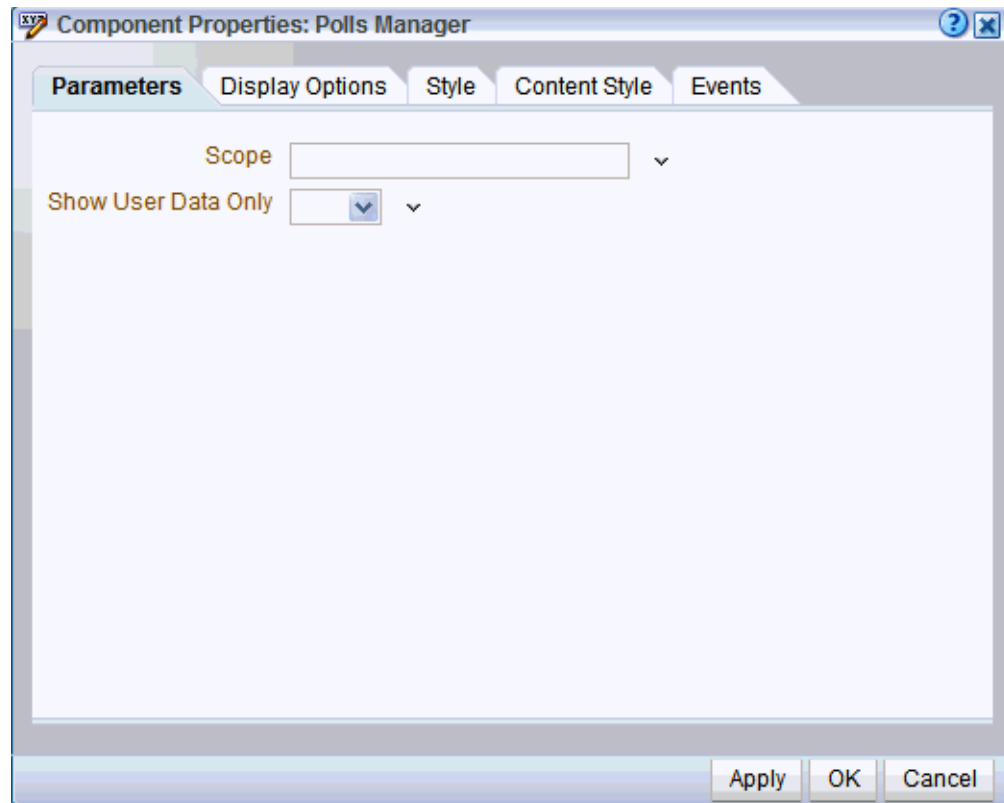 Component Properties: Polls Manager
Parameters Display Options Style Content Style Events
Scope
Show User Data Only
Apply OK Cancel